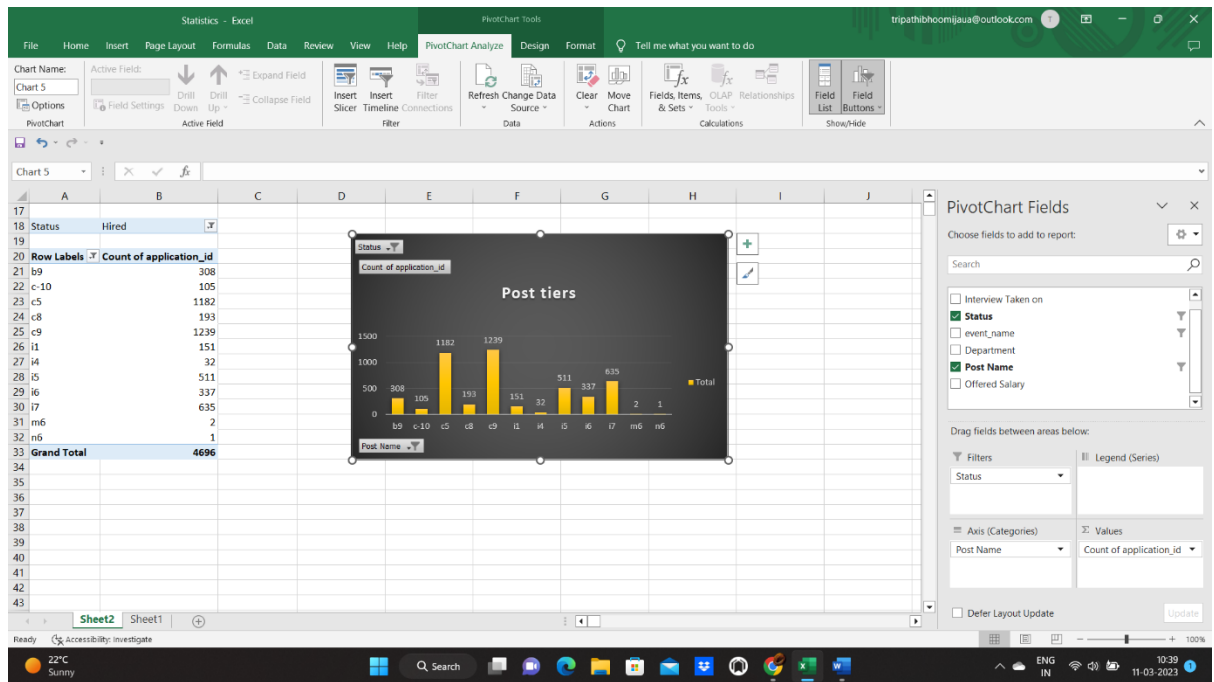 Statistics - Excel
PivotChart Tools
tripathibhoomijaua@outlook.com
T
File Home Insert Page Layout Formulas Data Review View Help PivotChart Analyze Design Format Tell me what you want to do
Chart Name:
Chart 5
Options
PivotChart
Active Field:
Field Settings
Drill Down
Drill Up
Expand Field
Collapse Field
Active Field
Insert Slicer
Insert Timeline
Filter Connections
Filter
Refresh
Change Data Source
Data
Clear
Move Chart
Actions
Fields, Items, & Sets
OLAP Tools
Relationships
Calculations
Field List
Field Buttons
Show/Hide
Chart 5
fx
A B C D E F G H I J
17
18 Status Hired
19
20 Row Labels Count of application_id
21 b9 308
22 c-10 105
23 c5 1182
24 c8 193
25 c9 1239
26 i1 151
27 i4 32
28 i5 511
29 i6 337
30 i7 635
31 m6 2
32 n6 1
33 Grand Total 4696
34
35
36
37
38
39
40
41
42
43
Status
Count of application_id
Post tiers
1500
1000
500
0
308 105 1182 193 1239 151 32 511 337 635 2 1
b9 c-10 c5 c8 c9 i1 i4 i5 i6 i7 m6 n6
Total
Post Name
PivotChart Fields
Choose fields to add to report:
Search
Interview Taken on
Status
event_name
Department
Post Name
Offered Salary
Drag fields between areas below:
Filters
Status
Legend (Series)
Axis (Categories)
Post Name
Values
Count of application_id
Defer Layout Update
Update
Sheet2 Sheet1
Ready Accessibility: Investigate
100%
22°C
Sunny
Search
ENG
IN
10:39
11-03-2023
1